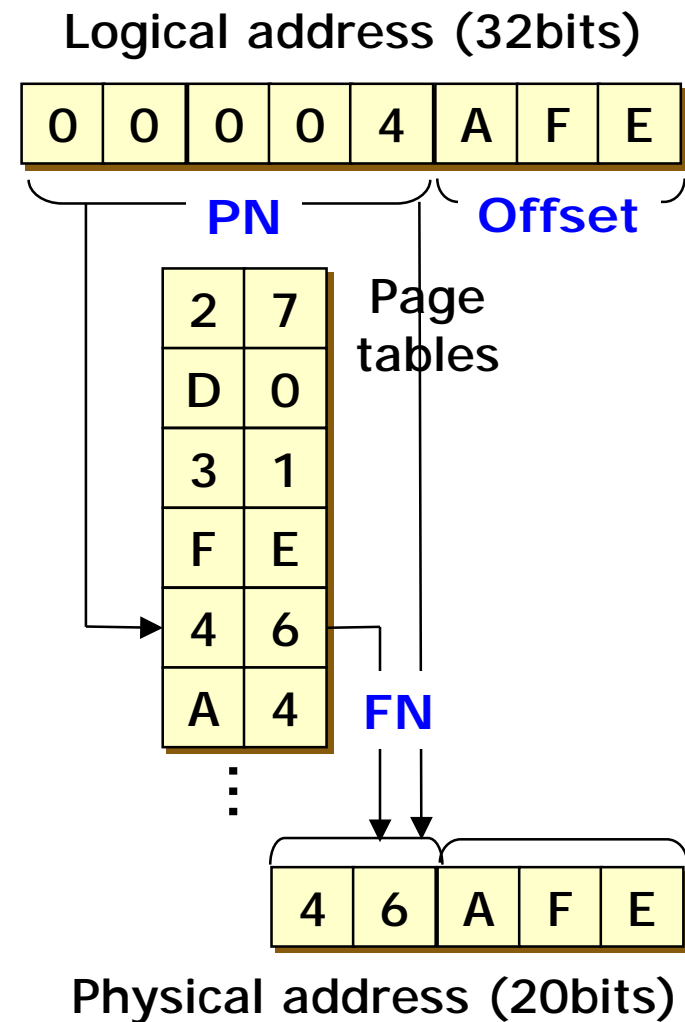 Logical address (32bits)
0 0 0 0 4 A F E
PN Offset
Page
tables
2 7
D 0
3 1
F E
4 6
A 4
FN
⋮
4 6 A F E
Physical address (20bits)